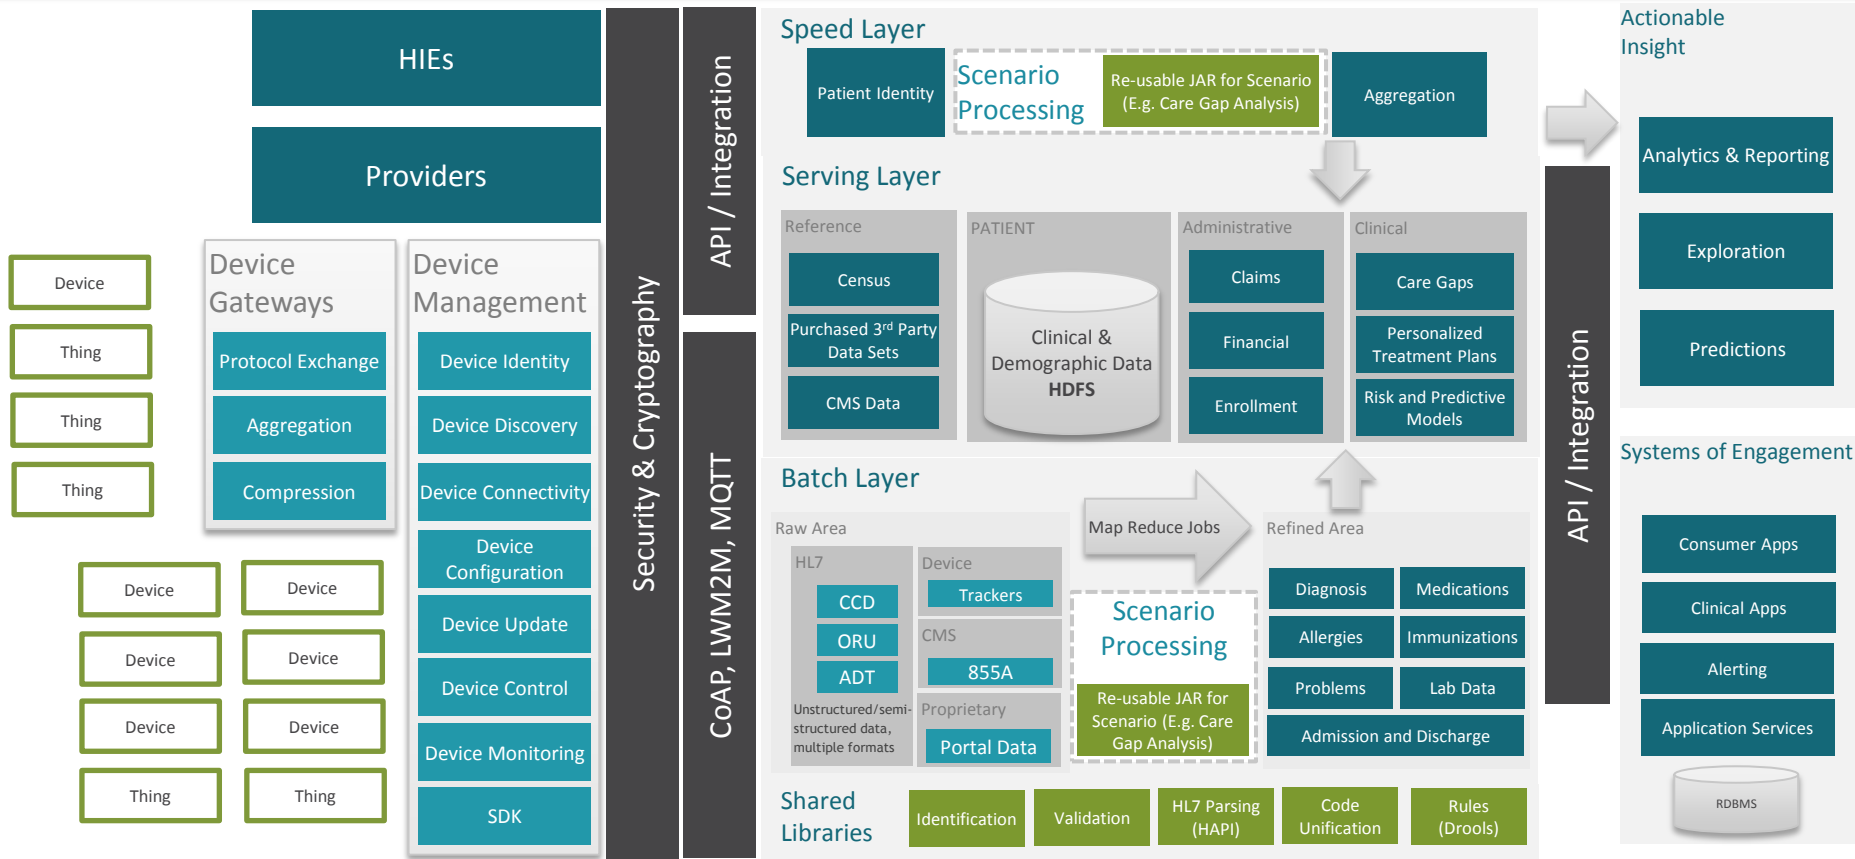 HIEs
Providers
Device
Thing
Thing
Thing
Device
Device
Device
Device
Device
Device
Thing
Thing
Device
Gateways
Protocol Exchange
Aggregation
Compression
Device
Management
Device Identity
Device Discovery
Device Connectivity
Device
Configuration
Device Update
Device Control
Device Monitoring
SDK
Security & Cryptography
API / Integration
CoAP, LWM2M, MQTT
Speed Layer
Patient Identity
Scenario
Processing
Re-usable JAR for Scenario
(E.g. Care Gap Analysis)
Aggregation
Serving Layer
Reference
Census
Purchased 3rd Party
Data Sets
CMS Data
PATIENT
Clinical &
Demographic Data
HDFS
Administrative
Claims
Financial
Enrollment
Clinical
Care Gaps
Personalized
Treatment Plans
Risk and Predictive
Models
Batch Layer
Raw Area
HL7
CCD
ORU
ADT
Unstructured/semi-
structured data,
multiple formats
Device
Trackers
CMS
855A
Proprietary
Portal Data
Map Reduce Jobs
Scenario
Processing
Re-usable JAR for
Scenario (E.g. Care
Gap Analysis)
Refined Area
Diagnosis
Medications
Allergies
Immunizations
Problems
Lab Data
Admission and Discharge
Shared
Libraries
Identification
Validation
HL7 Parsing
(HAPI)
Code
Unification
Rules
(Drools)
API / Integration
Actionable
Insight
Analytics & Reporting
Exploration
Predictions
Systems of Engagement
Consumer Apps
Clinical Apps
Alerting
Application Services
RDBMS